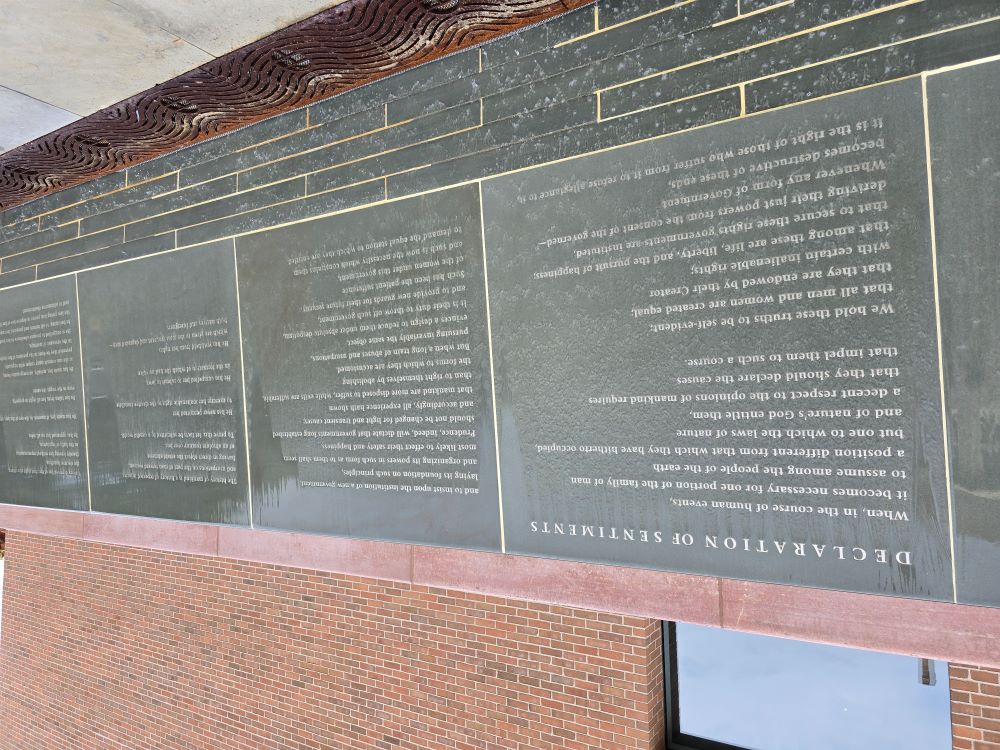 DECLARATION OF SENTIMENTS
When, in the course of human events,
it becomes necessary for one portion of the family of man
to assume among the people of the earth
a position different from that which they have hitherto occupied,
but one to which the laws of nature
and of nature's God entitle them,
a decent respect to the opinions of mankind requires
that they should declare the causes
that impel them to such a course.
We hold these truths to be self-evident;
that all men and women are created equal;
that they are endowed by their Creator
with certain inalienable rights;
that among these are life, liberty, and the pursuit of happiness;
that to secure these rights governments are instituted,
deriving their just powers from the consent of the governed—
Whenever any form of Government
becomes destructive of these ends,
it is the right of those who suffer from it to refuse allegiance to it,
and to insist upon the institution of a new government,
laying its foundation on such principles,
and organizing its powers in such form as to them shall seem
most likely to effect their safety and happiness.
Prudence, indeed, will dictate that governments long established
should not be changed for light and transient causes;
and accordingly, all experience hath shown
that mankind are more disposed to suffer, while evils are sufferable,
than to right themselves by abolishing
the forms to which they are accustomed.
But when a long train of abuses and usurpations,
pursuing invariably the same object,
evinces a design to reduce them under absolute despotism,
it is their duty to throw off such government,
and to provide new guards for their future security.
Such has been the patient sufferance
of the women under this government,
and such is now the necessity which constrains them
to demand the equal station to which they are entitled.
The history of mankind is a history of repeated injuries
and usurpations on the part of man toward woman,
having in direct object the establishment
of an absolute tyranny over her.
To prove this, let facts be submitted to a candid world.
He has never permitted her
to exercise her inalienable right to the elective franchise.
He has compelled her to submit to laws,
in the formation of which she had no voice.
He has withheld from her rights
which are given to the most ignorant and degraded men—
both natives and foreigners.